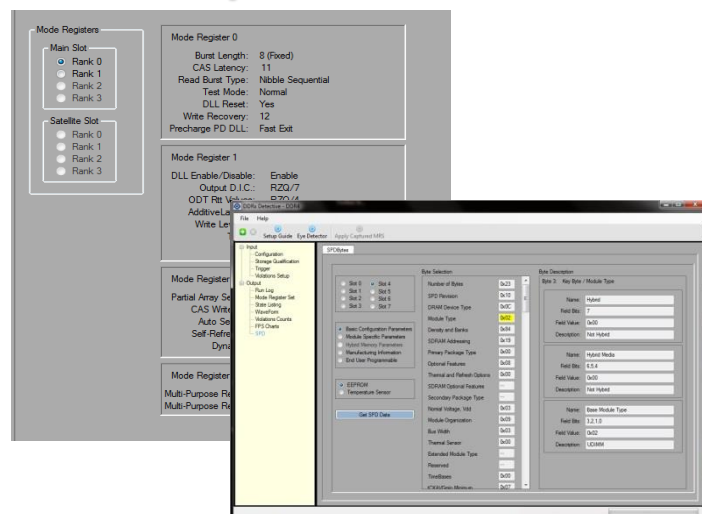 Mode Registers
Main Slot
Rank 0
Rank 1
Rank 2
Rank 3
Satellite Slot
Rank 0
Rank 1
Rank 2
Rank 3
Mode Register 0
Burst Length: 8 (Fixed)
CAS Latency: 11
Read Burst Type: Nibble Sequential
Test Mode: Normal
DLL Reset: Yes
Write Recovery: 12
Precharge PD DLL: Fast Exit
Mode Register 1
DLL Enable/Disable: Enable
Output D.I.C.: RZQ/7
ODT Rtt
Mode Register
Partial Array
CAS
Mode Register
Multi-Purpose
Multi-Purpose
DDRx Detective - DDR4
File Help
Setup Guide Eye Detector Apply Captured MRS
Input
Configuration
Storage Qualification
Trigger
Violations Setup
Output
Run Log
Mode Register Set
State Listing
WaveForm
Violations Counts
FPS Charts
SPD
SPDBytes
Slot 0 Slot 4
Slot 1 Slot 5
Slot 2 Slot 6
Slot 3 Slot 7
Basic Configuration Parameters
Module Specific Parameters
Hybrid Memory Parameters
Manufacturing Information
End User Programmable
EEPROM
Temperature Sensor
Get SPD Data
Byte Selection
Number of Bytes 0x23
SPD Revision 0x10
DRAM Device Type 0x0C
Module Type 0x02
Density and Banks 0x84
SDRAM Addressing 0x19
Primary Package Type 0x00
Optional Features 0x08
Thermal and Refresh Options 0x00
SDRAM Optional Features --
Secondary Package Type --
Nominal Voltage, Vdd 0x03
Module Organization 0x09
Bus Width 0x03
Thermal Sensor 0x00
Extended Module Type --
Reserved --
TimeBases 0x00
0x07
Byte Description
Byte 3: Key Byte / Module Type
Name: Hybrid
Field Bits: 7
Field Value: 0x00
Description: Not Hybrid
Name: Hybrid Media
Field Bits: 6,5,4
Field Value: 0x00
Description: Not Hybrid
Name: Base Module Type
Field Bits: 3,2,1,0
Field Value: 0x02
Description: UDIMM